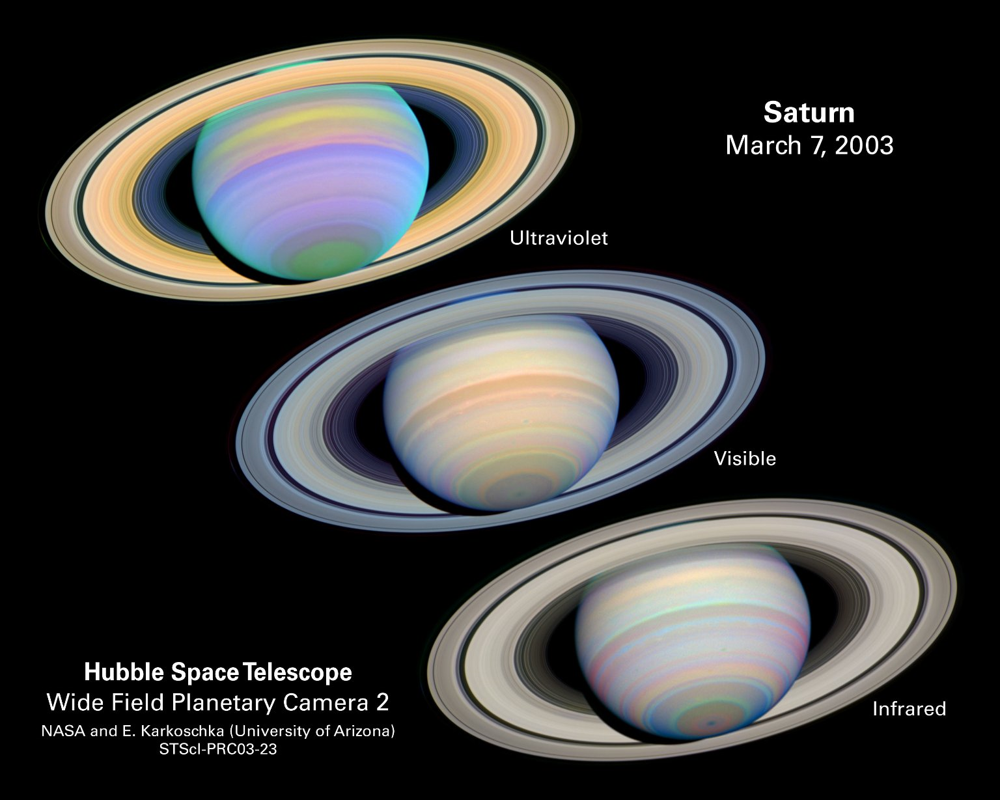 Saturn
March 7, 2003
Ultraviolet
Visible
Infrared
Hubble Space Telescope
Wide Field Planetary Camera 2
NASA and E. Karkoschka (University of Arizona)
STScI-PRC03-23